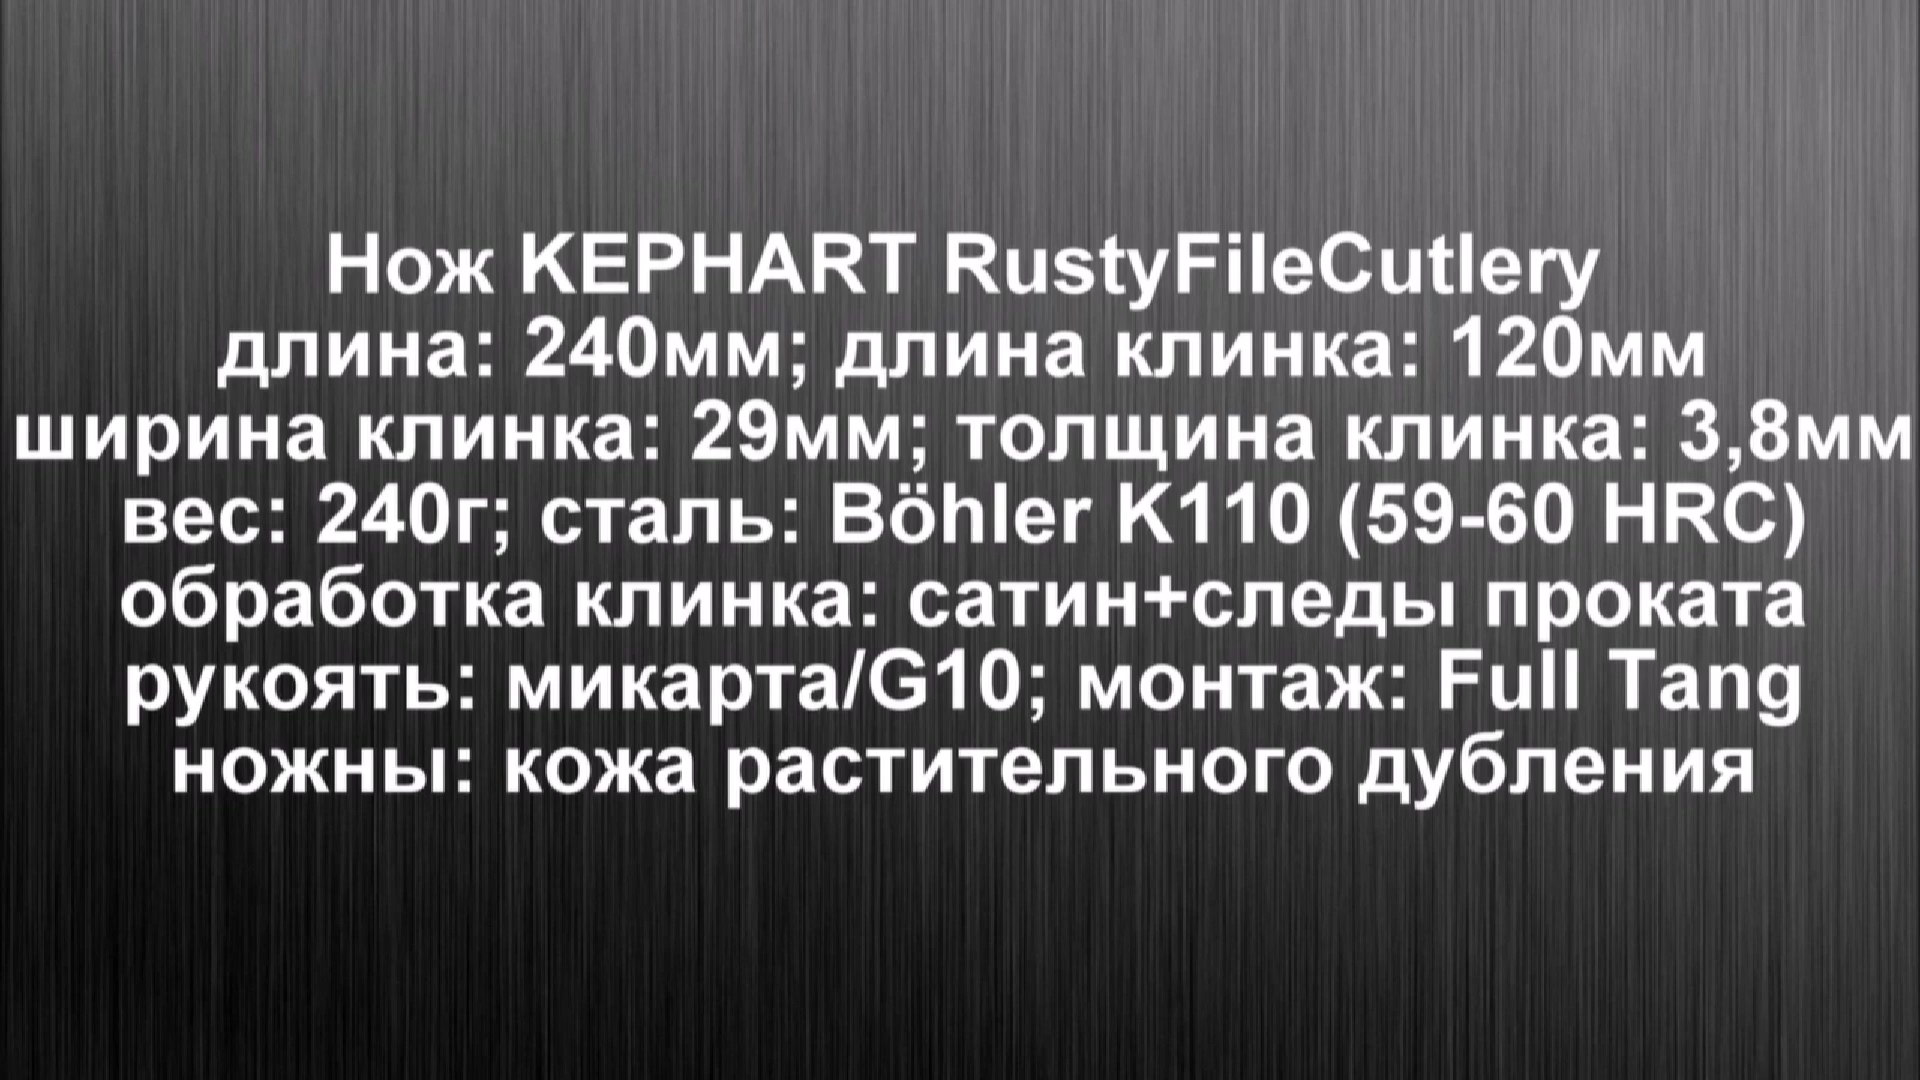 Нож KEPHART RustyFileCutlery
длина: 240мм; длина клинка: 120мм
ширина клинка: 29мм; толщина клинка: 3,8мм
вес: 240г; сталь: Böhler K110 (59-60 HRC)
обработка клинка: сатин+следы проката
рукоять: микарта/G10; монтаж: Full Tang
ножны: кожа растительного дубления